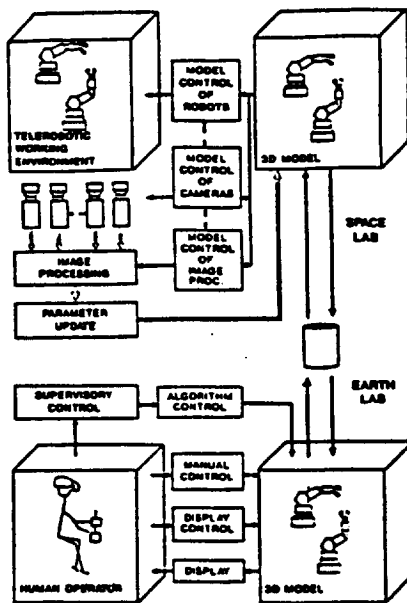 TELEROBOTIC
WORKING
ENVIRONMENT
MODEL
CONTROL
OF
ROBOTS
3D MODEL
MODEL
CONTROL
OF
CAMERAS
MODEL
CONTROL
OF IMAGE
PROC.
IMAGE
PROCESSING
PARAMETER
UPDATE
SPACE
LAB
EARTH
LAB
SUPERVISORY
CONTROL
ALGORITHM
CONTROL
MANUAL
CONTROL
DISPLAY
CONTROL
DISPLAY
HUMAN OPERATOR
3D MODEL